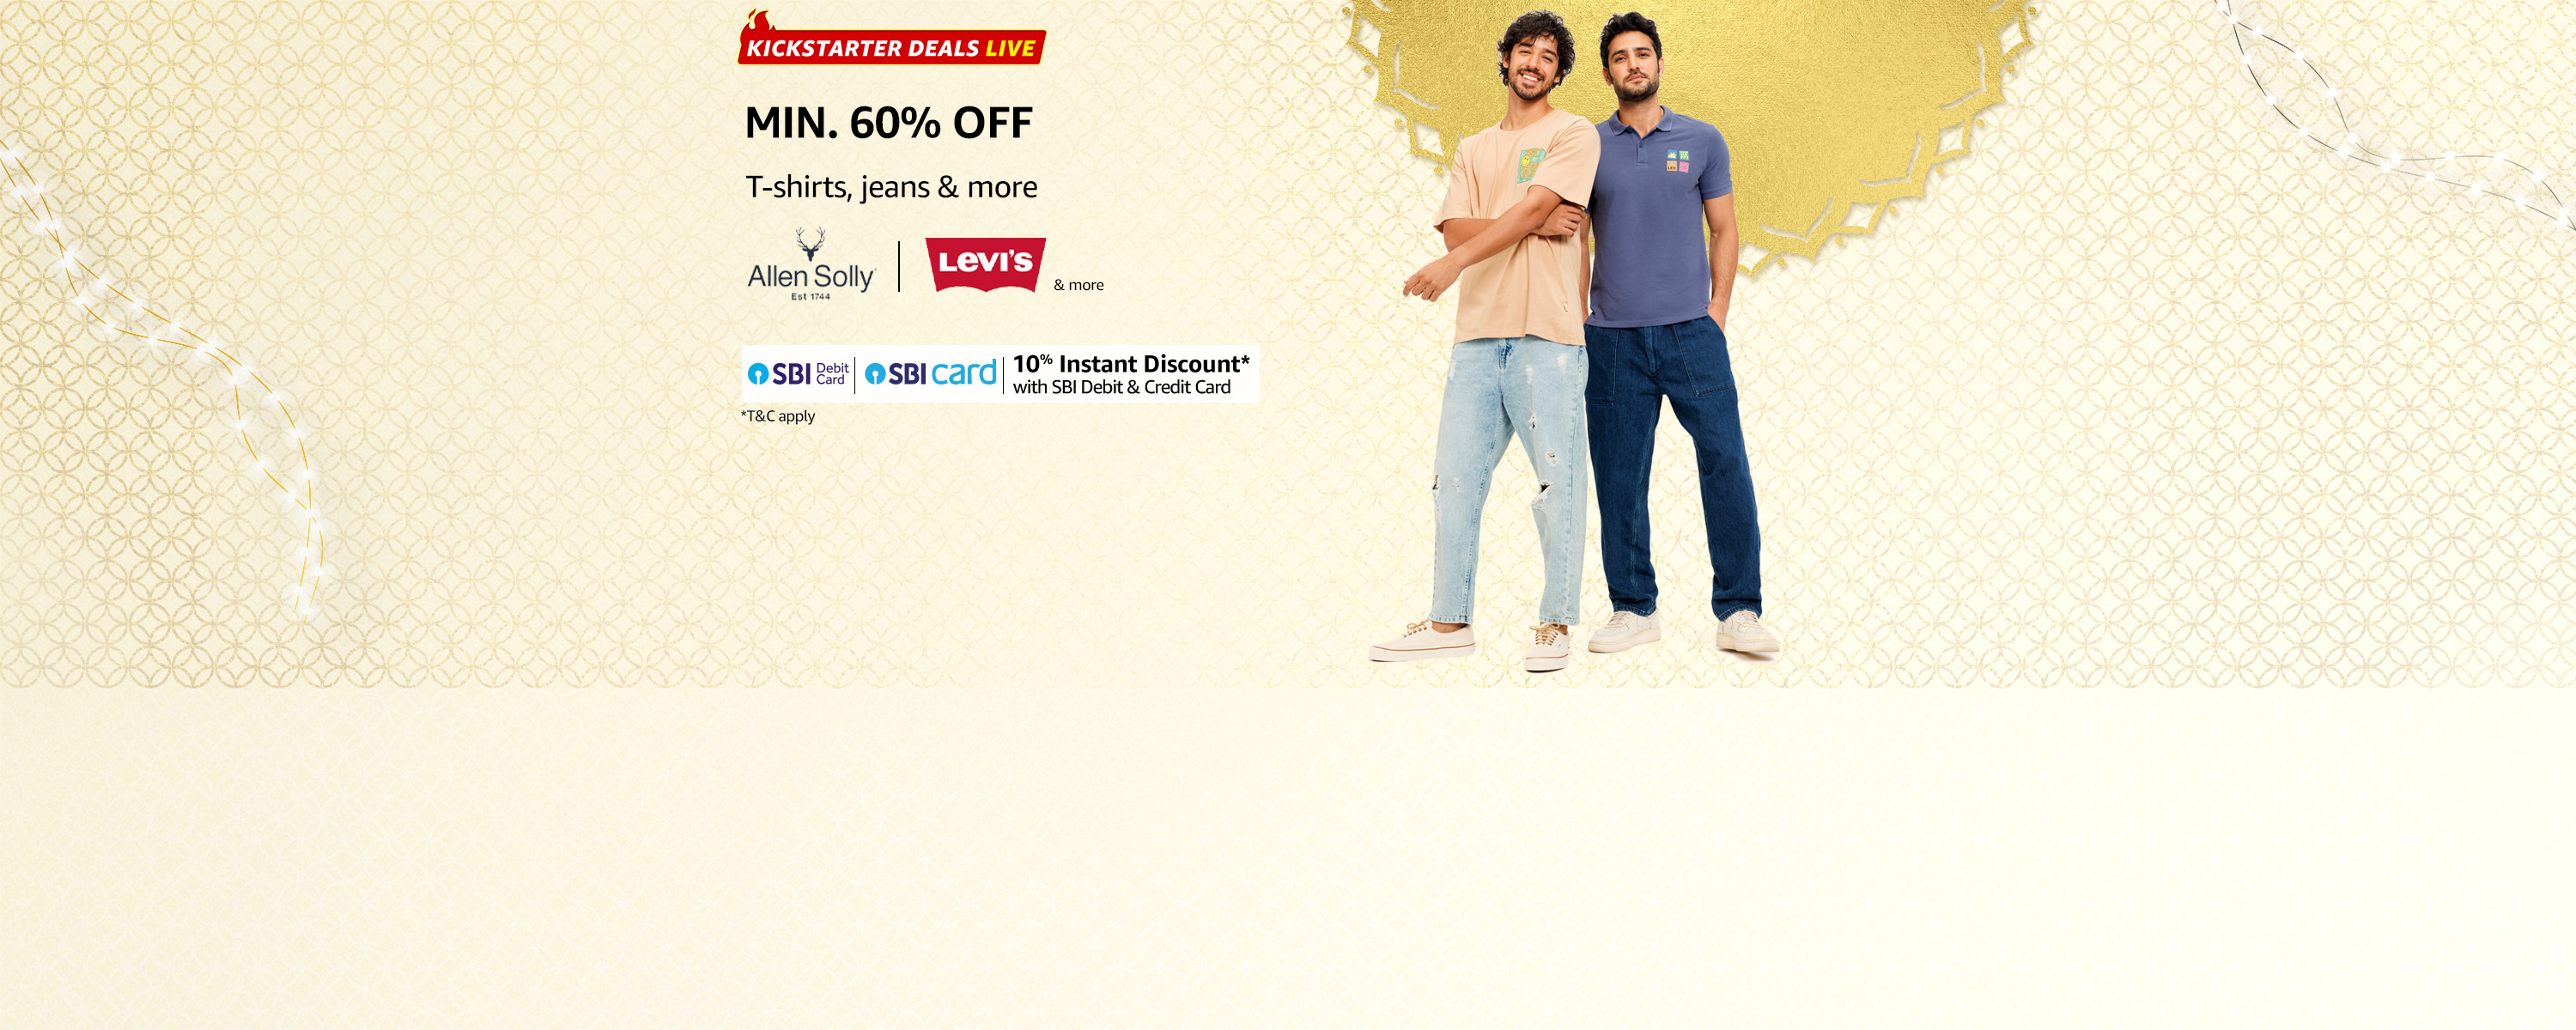 KICKSTARTER DEALS LIVE
MIN. 60% OFF
T-shirts, jeans & more
Allen Solly
Est 1744
Levi's
& more
SBI Debit Card
SBI card
10% Instant Discount*
with SBI Debit & Credit Card
*T&C apply